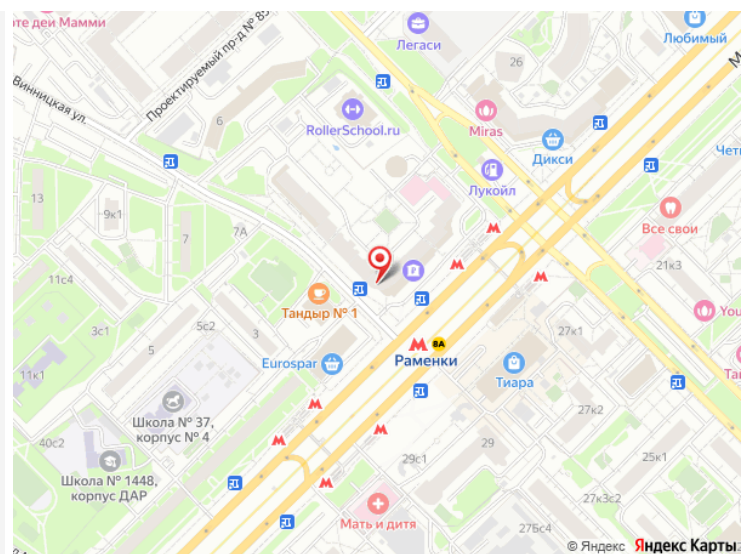 те деи Мамми
Проектируемый пр-д № 85
Винницкая ул.
Легаси
26
Любимый
М
6
RollerSchool.ru
Miras
Дикси
Лукойл
Четы
13
9к1
7А
Все свои
21к3
11с4
Тандыр № 1
3с1
5с2
3
5
You
27к1
Eurospar
Раменки
8А
Тиара
Та
11к1
Школа № 37,
корпус № 4
27к2
40с2
29
29с1
25к1
Школа № 1448,
корпус ДАР
27к3с2
Мать и дитя
27Бс4
© Яндекс Яндекс Карты